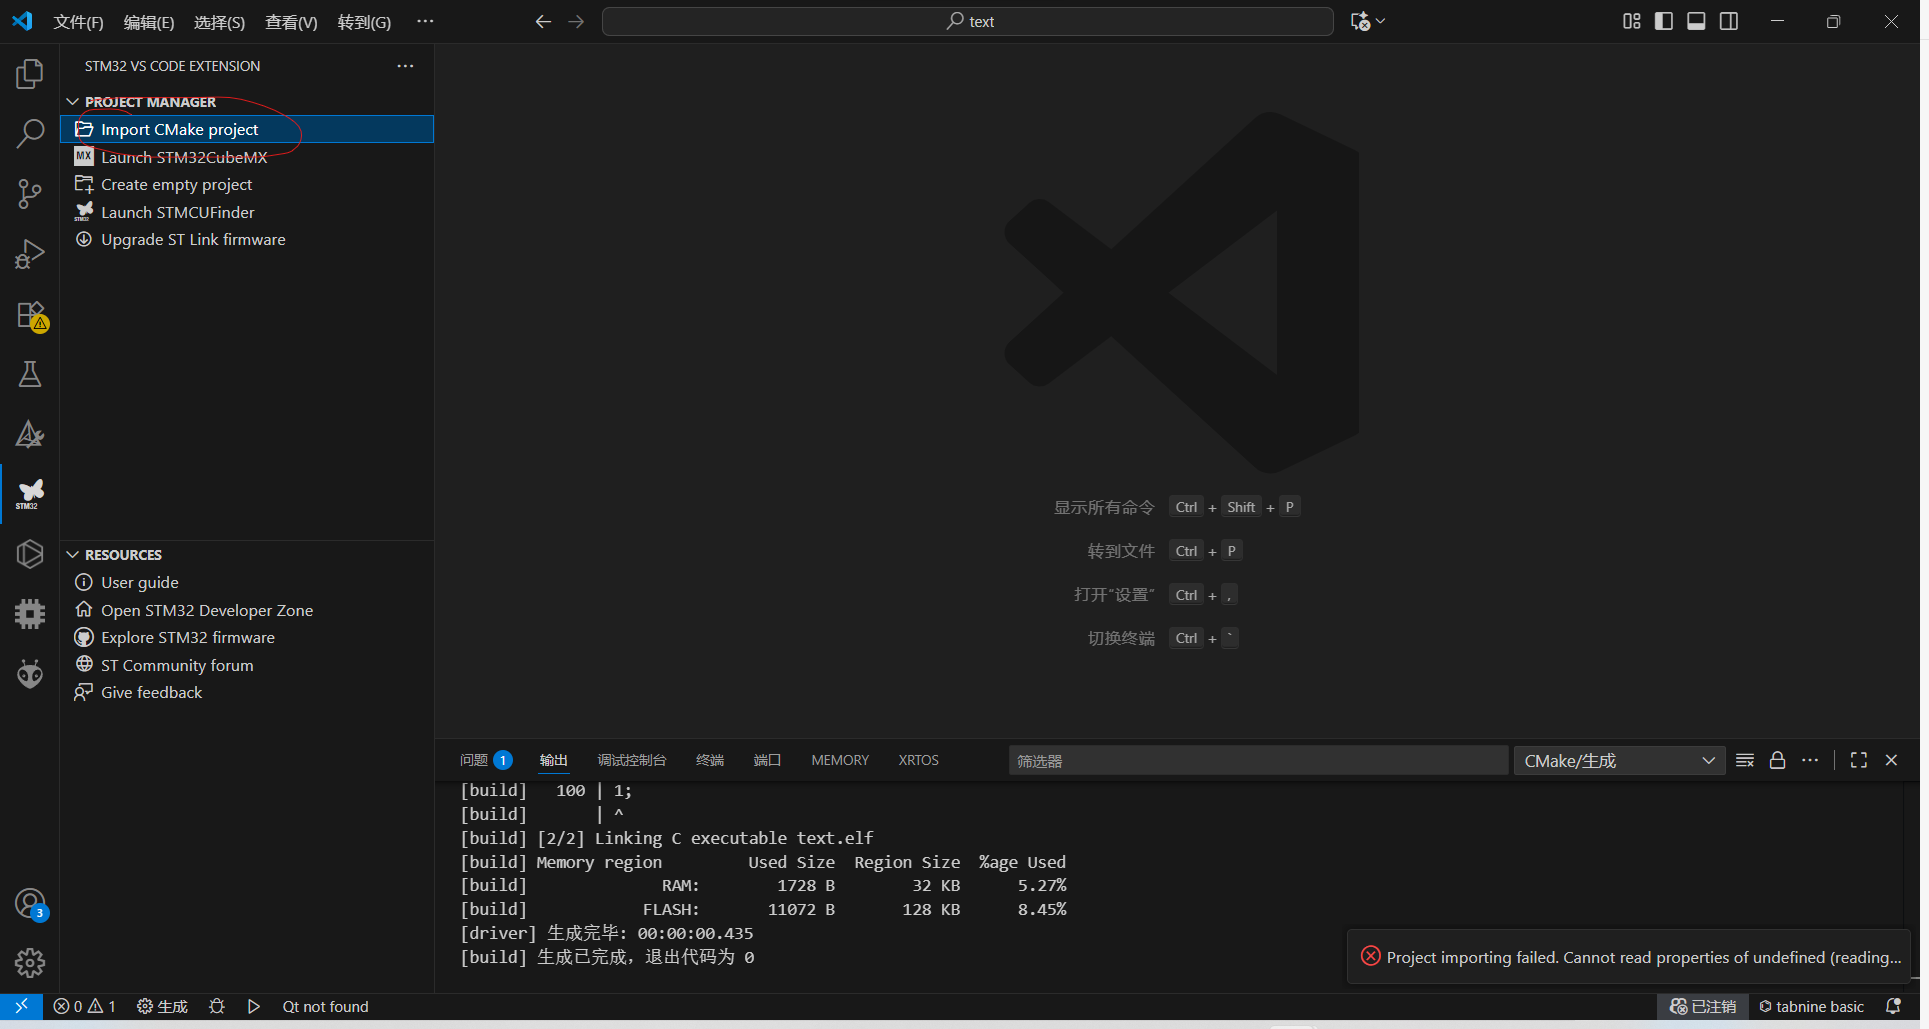 文件(F) 编辑(E) 选择(S) 查看(V) 转到(G) ···
text
STM32 VS CODE EXTENSION
PROJECT MANAGER
Import CMake project
MX Launch STM32CubeMX
Create empty project
STM32 Launch STMCUFinder
Upgrade ST Link firmware
STM32
RESOURCES
User guide
Open STM32 Developer Zone
Explore STM32 firmware
ST Community forum
Give feedback
3
显示所有命令 Ctrl + Shift + P
转到文件 Ctrl + P
打开“设置” Ctrl + ,
切换终端 Ctrl + `
问题 1 输出 调试控制台 终端 端口 MEMORY XRTOS 筛选器 CMake/生成
[build]   100 | 1;
[build]       | ^
[build] [2/2] Linking C executable text.elf
[build] Memory region         Used Size  Region Size  %age Used
[build]              RAM:        1728 B        32 KB      5.27%
[build]            FLASH:       11072 B       128 KB      8.45%
[driver] 生成完毕: 00:00:00.435
[build] 生成已完成，退出代码为 0
Project importing failed. Cannot read properties of undefined (reading...
0 1 生成 Qt not found 已注销 tabnine basic